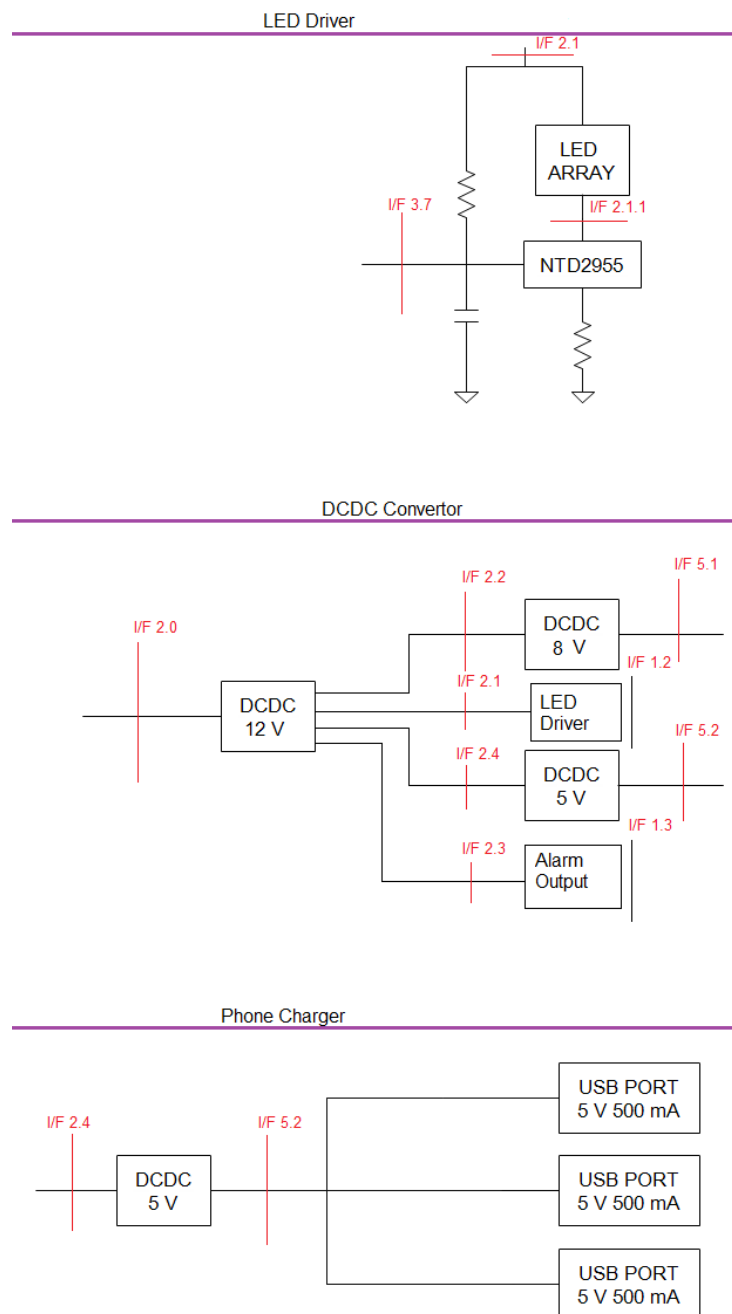 LED Driver
I/F 2.1
LED
ARRAY
I/F 3.7
I/F 2.1.1
NTD2955
DCDC Convertor
I/F 5.1
I/F 2.2
DCDC
8 V
I/F 2.0
I/F 1.2
I/F 2.1
DCDC
12 V
LED
Driver
I/F 5.2
I/F 2.4
DCDC
5 V
I/F 1.3
I/F 2.3
Alarm
Output
Phone Charger
USB PORT
5 V 500 mA
I/F 2.4
I/F 5.2
DCDC
5 V
USB PORT
5 V 500 mA
USB PORT
5 V 500 mA